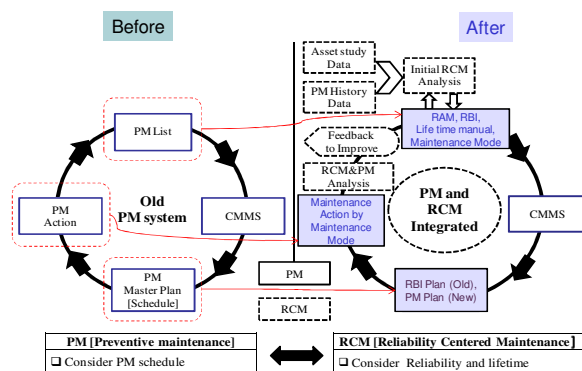 Before
After
Asset study
Data
PM History
Data
Initial RCM
Analysis
PM List
Feedback
to Improve
RAM, RBI,
Life time manual,
Maintenance Mode
RCM&PM
Analysis
PM
Action
Old
PM system
CMMS
Maintenance
Action by
Maintenance
Mode
PM and
RCM
Integrated
CMMS
PM
Master Plan
[Schedule]
PM
RCM
RBI Plan (Old),
PM Plan (New)
PM [Preventive maintenance]
❑ Consider PM schedule
RCM [Reliability Centered Maintenance]
❑ Consider Reliability and lifetime